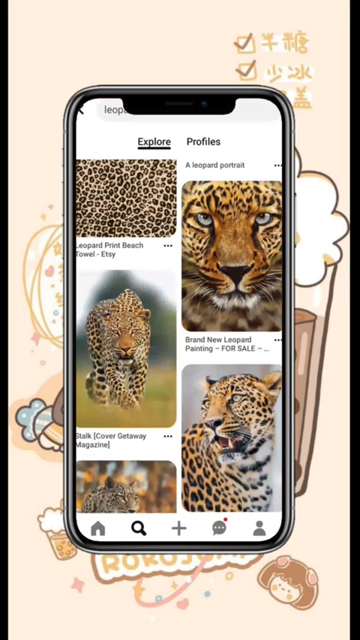 半糖
少冰
盖
leop
Explore
Profiles
A leopard portrait
Leopard Print Beach
Towel - Etsy
Brand New Leopard
Painting – FOR SALE – ...
Stalk [Cover Getaway
Magazine]